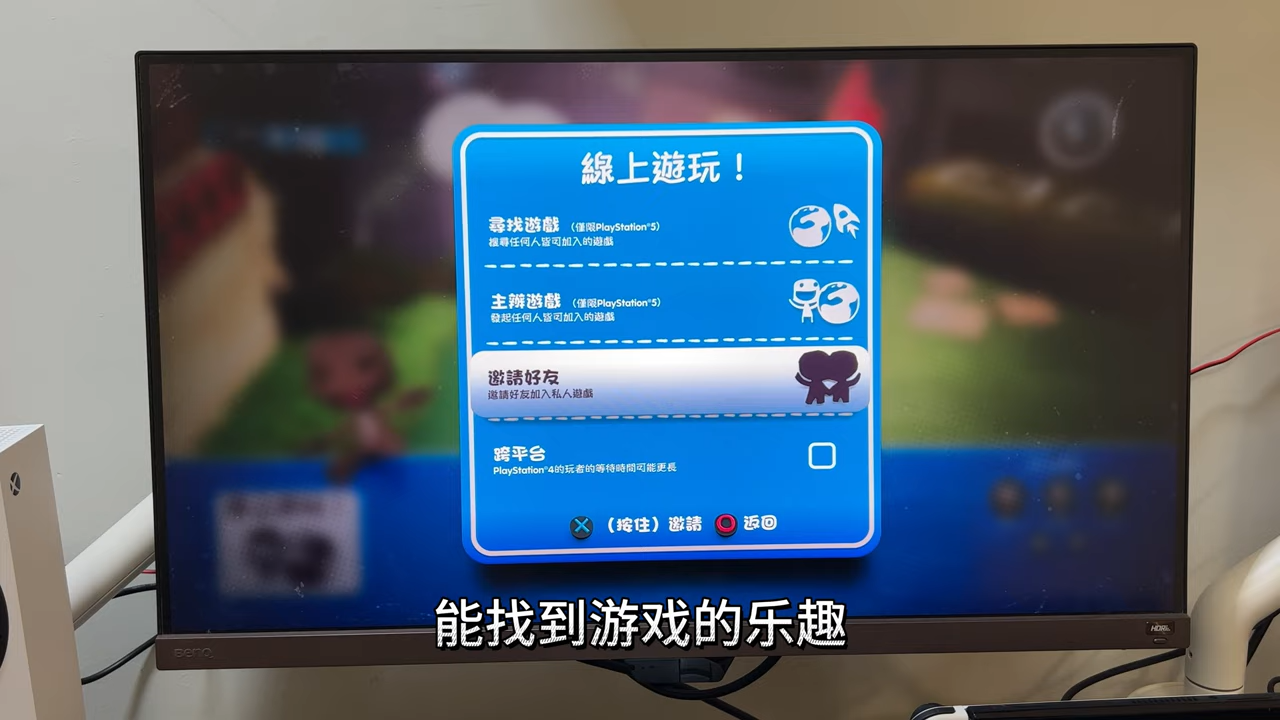 線上遊玩！
尋找遊戲（僅限PlayStation®5）
搜尋任何人皆可加入的遊戲
主辦遊戲（僅限PlayStation®5）
發起任何人皆可加入的遊戲
邀請好友
邀請好友加入私人遊戲
跨平台
PlayStation®4的玩者的等待時間可能更長
（按住）邀請 返回
能找到游戏的乐趣
HDRi
BenQ